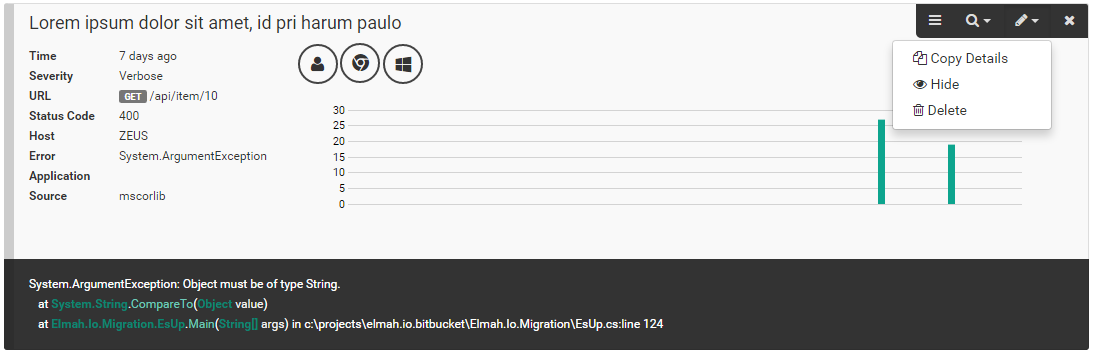 Lorem ipsum dolor sit amet, id pri harum paulo
Time 7 days ago
Severity Verbose
URL GET /api/item/10
Status Code 400
Host ZEUS
Error System.ArgumentException
Application
Source mscorlib
30
25
20
15
10
5
0
Copy Details
Hide
Delete
System.ArgumentException: Object must be of type String.
at System.String.CompareTo(Object value)
at Elmah.Io.Migration.EsUp.Main(String[] args) in c:\projects\elmah.io.bitbucket\Elmah.Io.Migration\EsUp.cs:line 124